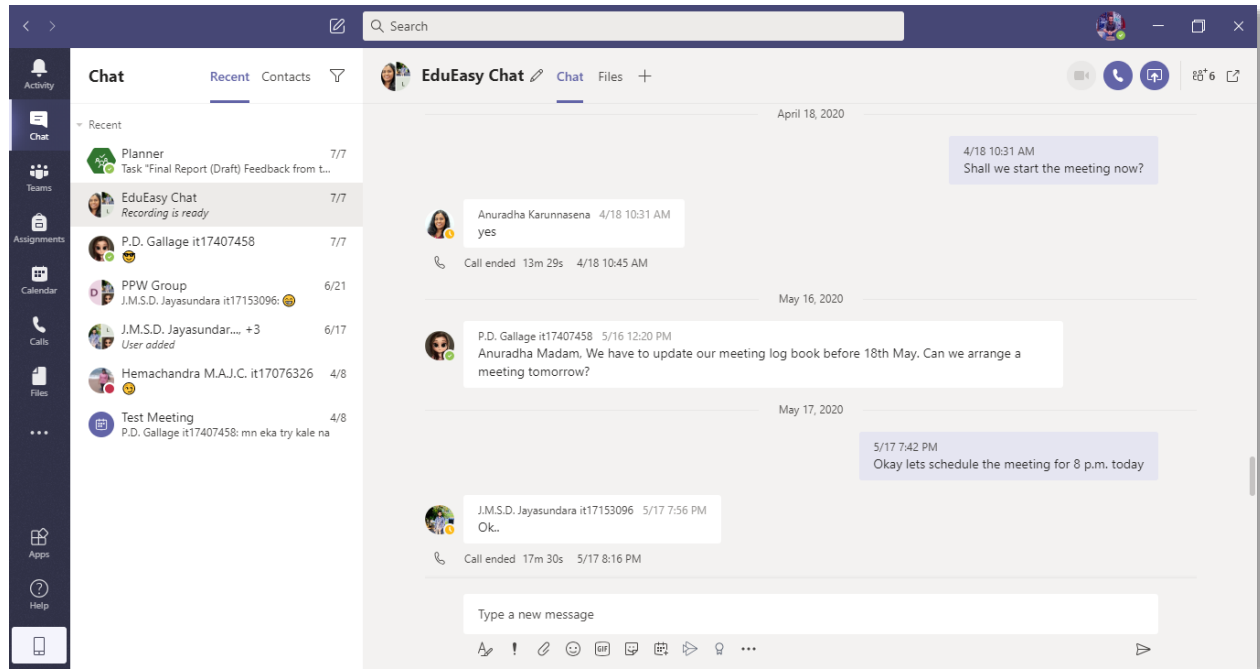 Search
Activity
Chat
Teams
Assignments
Calendar
Calls
Files
Apps
Help
Chat
Recent Contacts
Recent
Planner 7/7
Task "Final Report (Draft) Feedback from t...
EduEasy Chat 7/7
Recording is ready
P.D. Gallage it17407458 7/7
PPW Group 6/21
J.M.S.D. Jayasundara it17153096:
J.M.S.D. Jayasundar..., +3 6/17
User added
Hemachandra M.A.J.C. it17076326 4/8
Test Meeting 4/8
P.D. Gallage it17407458: mn eka try kale na
EduEasy Chat Chat Files 6
April 18, 2020
4/18 10:31 AM
Shall we start the meeting now?
Anuradha Karunnasena 4/18 10:31 AM
yes
Call ended 13m 29s 4/18 10:45 AM
May 16, 2020
P.D. Gallage it17407458 5/16 12:20 PM
Anuradha Madam. We have to update our meeting log book before 18th May. Can we arrange a
meeting tomorrow?
May 17, 2020
5/17 7:42 PM
Okay lets schedule the meeting for 8 p.m. today
J.M.S.D. Jayasundara it17153096 5/17 7:56 PM
Ok..
Call ended 17m 30s 5/17 8:16 PM
Type a new message
GIF